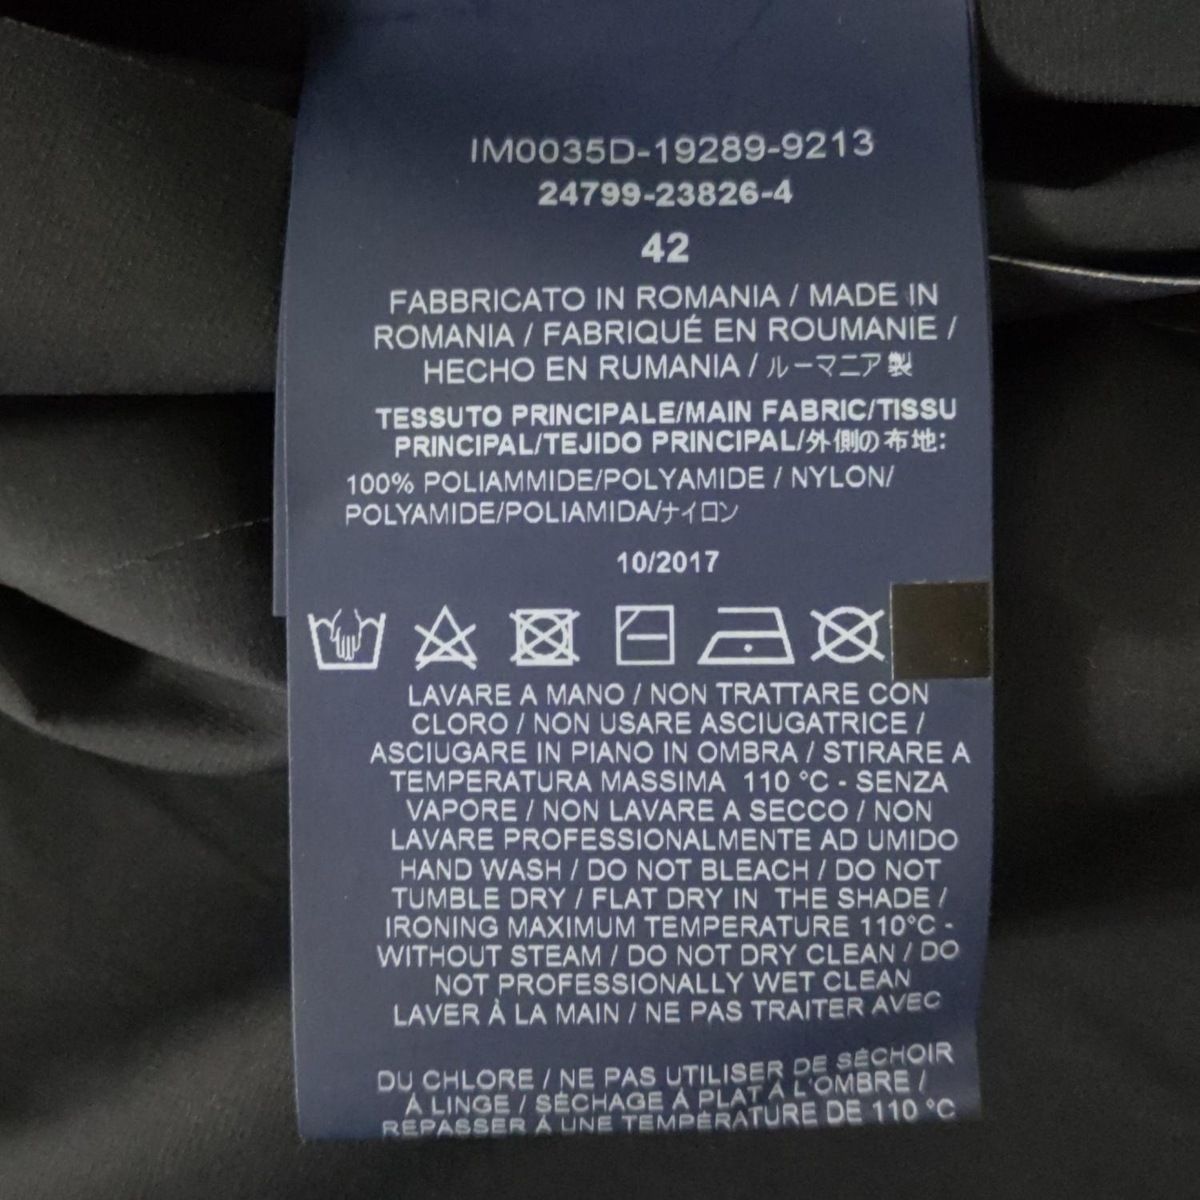 IM0035D-19289-9213
24799-23826-4
42
FABBRICATO IN ROMANIA / MADE IN
ROMANIA / FABRIQUÉ EN ROUMANIE /
HECHO EN RUMANIA / ルーマニア製
TESSUTO PRINCIPALE/MAIN FABRIC/TISSU
PRINCIPAL/TEJIDO PRINCIPAL/外側の布地:
100% POLIAMMIDE/POLYAMIDE / NYLON/
POLYAMIDE/POLIAMIDA/ナイロン
10/2017
LAVARE A MANO / NON TRATTARE CON
CLORO / NON USARE ASCIUGATRICE /
ASCIUGARE IN PIANO IN OMBRA / STIRARE A
TEMPERATURA MASSIMA 110 °C - SENZA
VAPORE / NON LAVARE A SECCO / NON
LAVARE PROFESSIONALMENTE AD UMIDO
HAND WASH / DO NOT BLEACH / DO NOT
TUMBLE DRY / FLAT DRY IN THE SHADE /
IRONING MAXIMUM TEMPERATURE 110°C -
WITHOUT STEAM / DO NOT DRY CLEAN / DO
NOT PROFESSIONALLY WET CLEAN
LAVER À LA MAIN / NE PAS TRAITER AVEC
DU CHLORE / NE PAS UTILISER DE SÉCHOIR
À LINGE / SÉCHAGE À PLAT À L'OMBRE /
REPASSER À UNE TEMPÉRATURE DE 110 °C